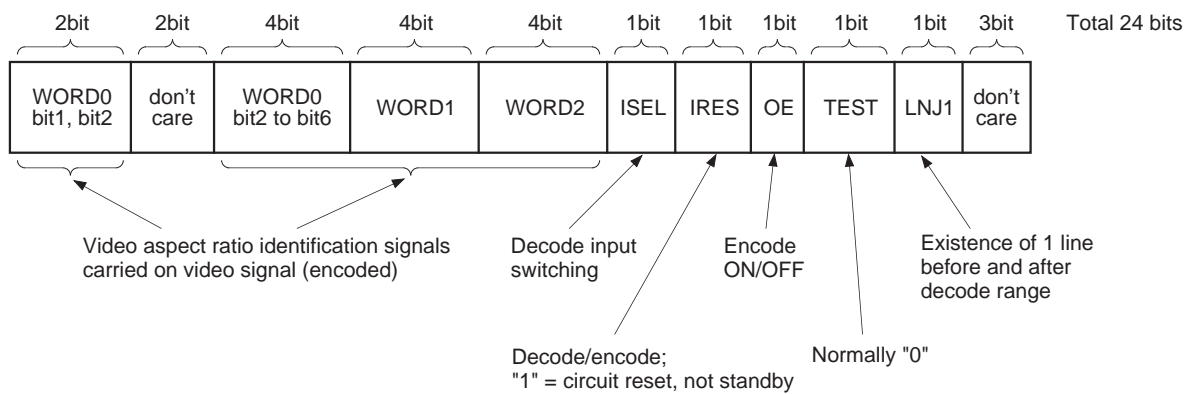 2bit 2bit 4bit 4bit 4bit 1bit 1bit 1bit 1bit 1bit 3bit Total 24 bits
WORD0 bit1, bit2
don't care
WORD0 bit2 to bit6
WORD1
WORD2
ISEL
IRES
OE
TEST
LNJ1
don't care
Video aspect ratio identification signals
carried on video signal (encoded)
Decode input
switching
Encode
ON/OFF
Existence of 1 line
before and after
decode range
Decode/encode;
"1" = circuit reset, not standby
Normally "0"